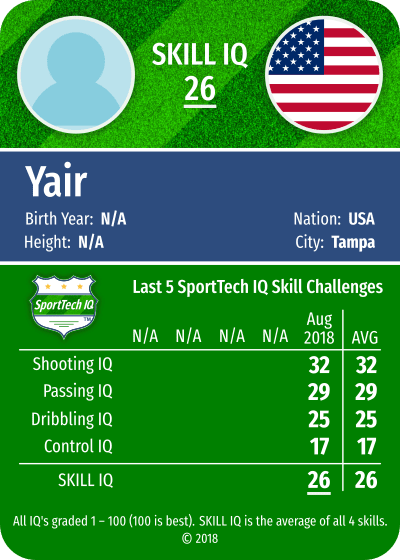 SKILL IQ
26
Yair
Birth Year: N/A
Nation: USA
Height: N/A
City: Tampa
SportTech IQ
TM
Last 5 SportTech IQ Skill Challenges
N/A N/A N/A N/A Aug 2018 AVG
Shooting IQ 32 32
Passing IQ 29 29
Dribbling IQ 25 25
Control IQ 17 17
SKILL IQ 26 26
All IQ's graded 1 – 100 (100 is best). SKILL IQ is the average of all 4 skills.
© 2018